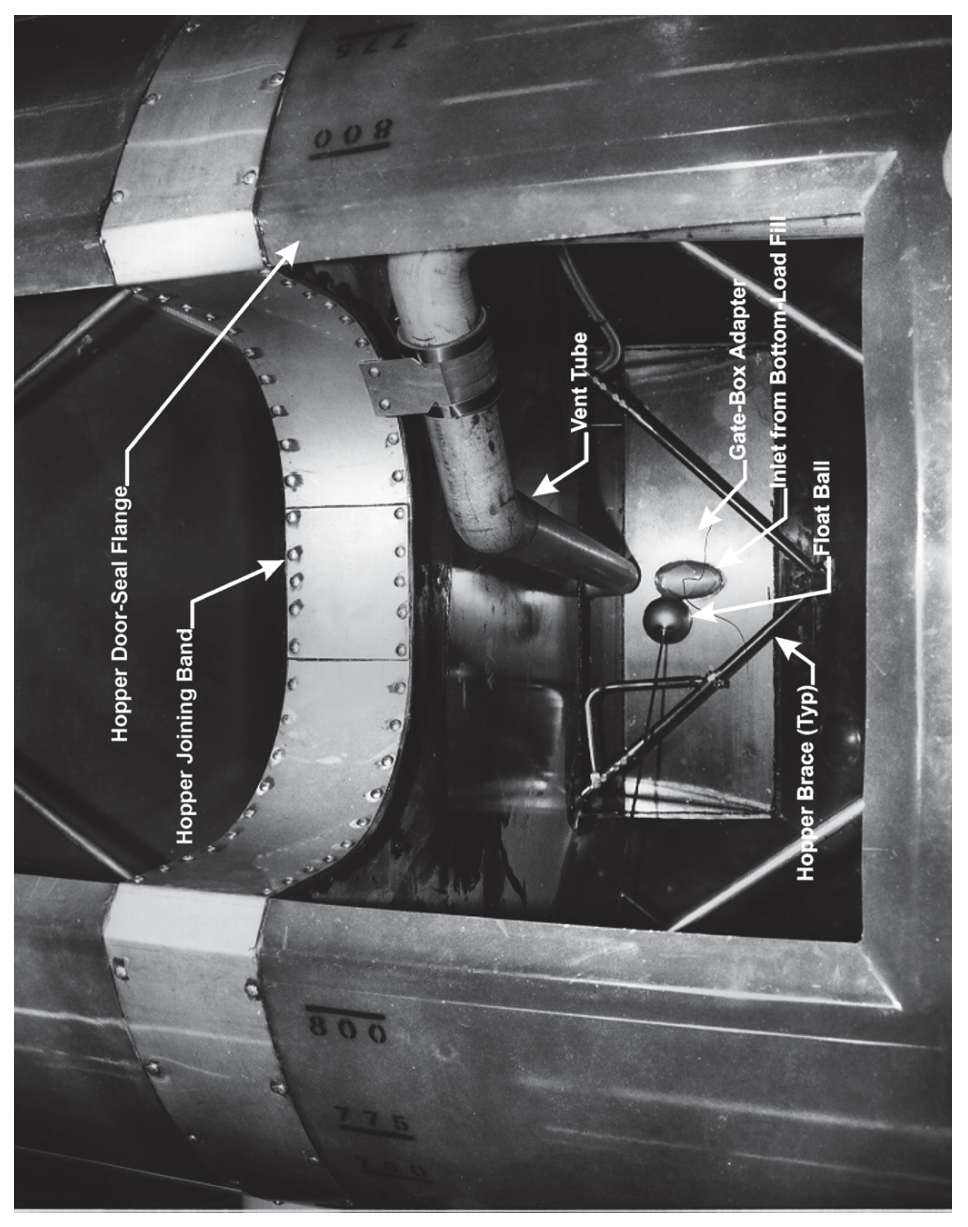 Hopper Door-Seal Flange
Hopper Joining Band
Vent Tube
Gate-Box Adapter
Inlet from Bottom-Load Fill
Float Ball
Hopper Brace (Typ)
775
800
800
775
750